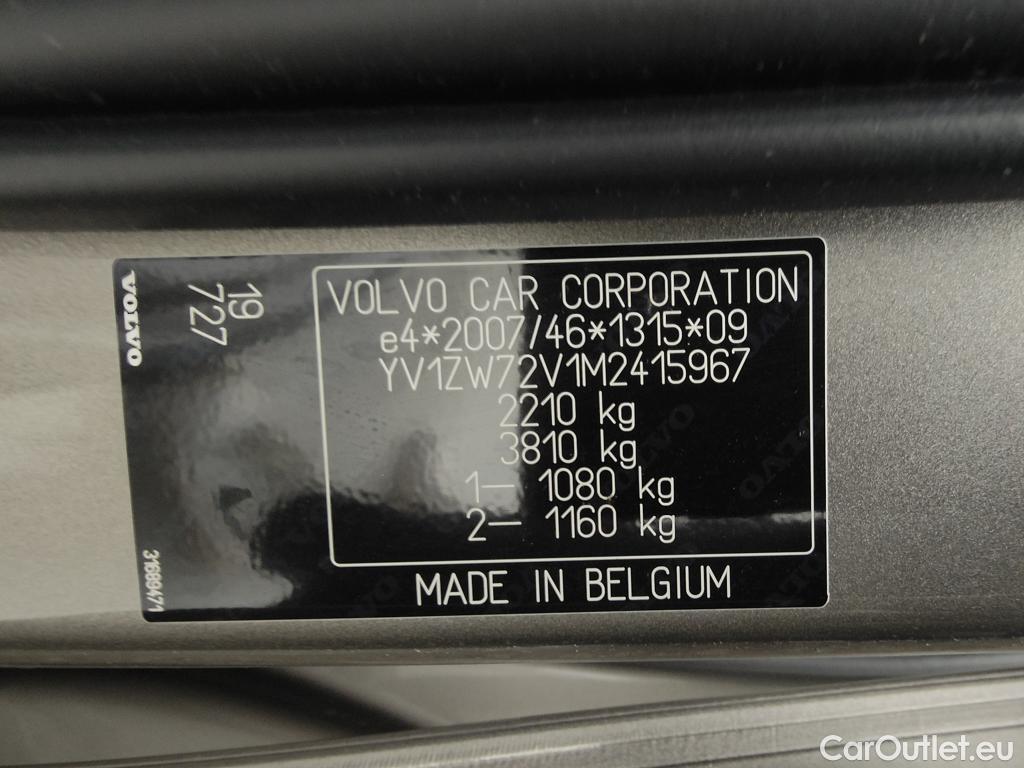 VOLVO
19
727
31689471
VOLVO CAR CORPORATION
e4*2007/46*1315*09
YV1ZW72V1M2415967
2210 kg
3810 kg
1— 1080 kg
2— 1160 kg
MADE IN BELGIUM
CarOutlet.eu